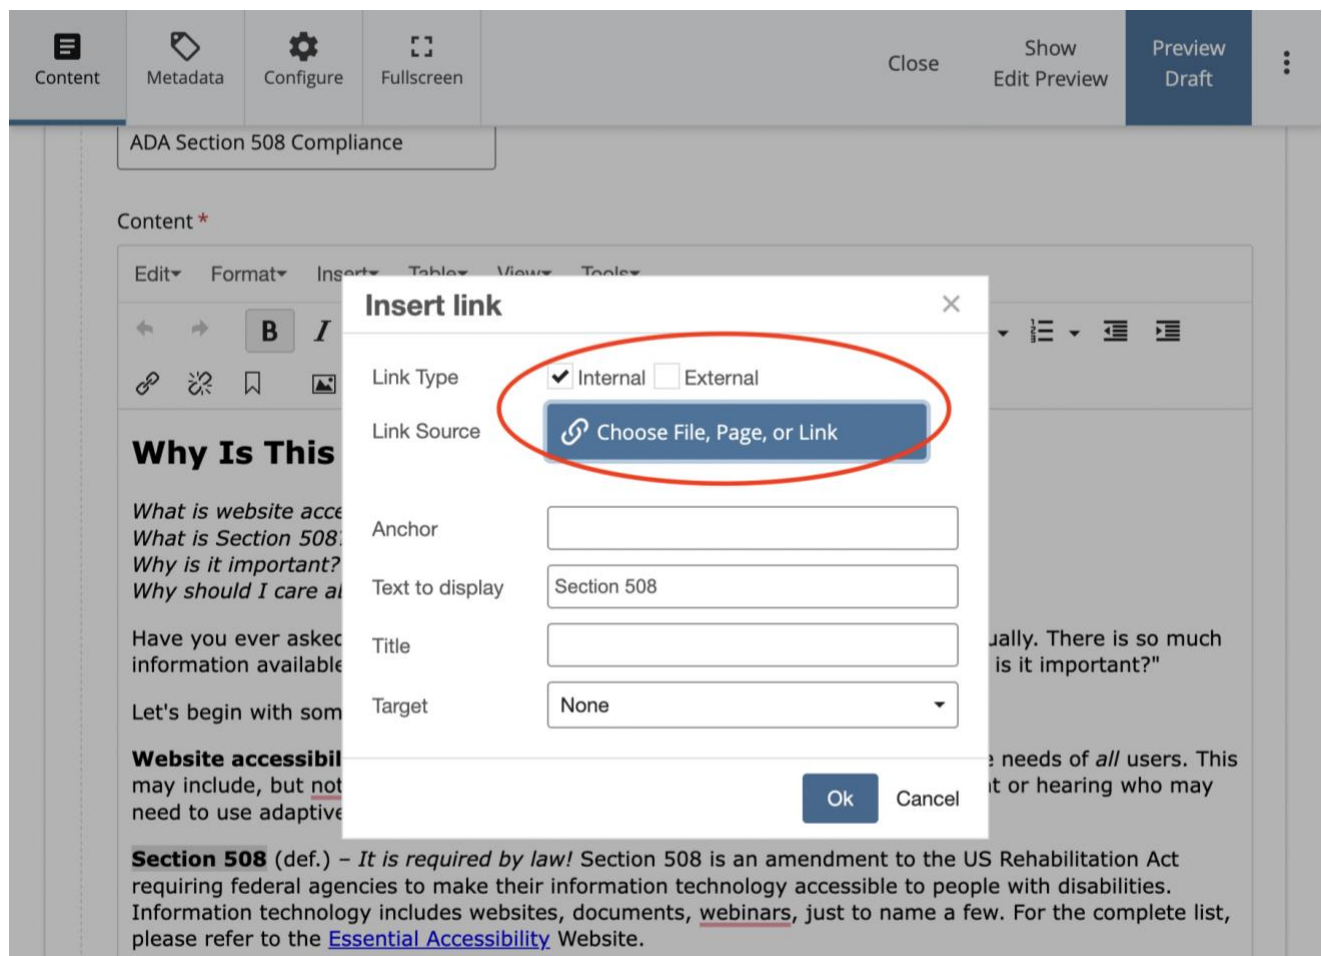 Content
Metadata
Configure
Fullscreen
Close
Show
Edit Preview
Preview
Draft
ADA Section 508 Compliance
Content *
Edit Format Insert Table View Tools
B I
Insert link
Link Type
Internal External
Link Source
Choose File, Page, or Link
Anchor
Text to display
Section 508
Title
Target
None
Ok
Cancel
Why Is This
What is website acce
What is Section 508
Why is it important?
Why should I care a
Have you ever asked ually. There is so much
information available is it important?"
Let's begin with som
Website accessibil needs of all users. This
may include, but not t or hearing who may
need to use adaptive
Section 508 (def.) – It is required by law! Section 508 is an amendment to the US Rehabilitation Act
requiring federal agencies to make their information technology accessible to people with disabilities.
Information technology includes websites, documents, webinars, just to name a few. For the complete list,
please refer to the Essential Accessibility Website.